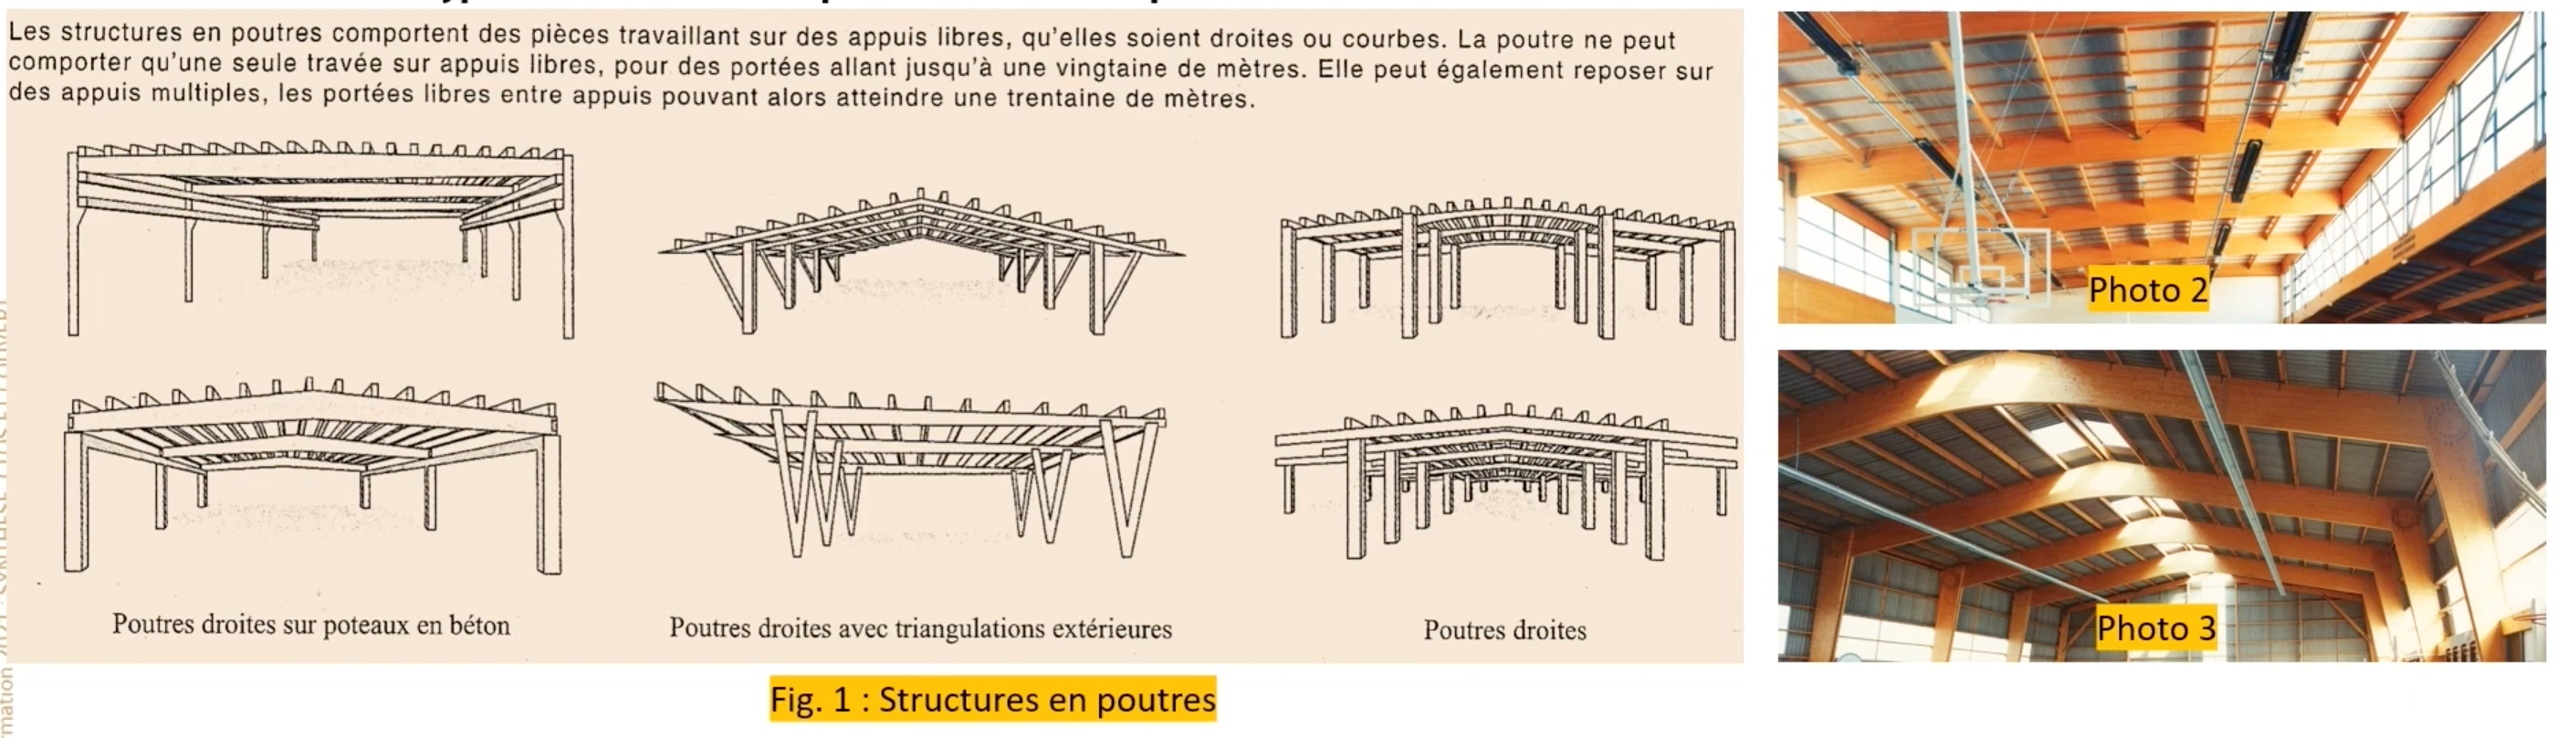 Les structures en poutres comportent des pièces travaillant sur des appuis libres, qu'elles soient droites ou courbes. La poutre ne peut
comporter qu'une seule travée sur appuis libres, pour des portées allant jusqu'à une vingtaine de mètres. Elle peut également reposer sur
des appuis multiples, les portées libres entre appuis pouvant alors atteindre une trentaine de mètres.
Poutres droites sur poteaux en béton
Poutres droites avec triangulations extérieures
Poutres droites
Fig. 1 : Structures en poutres
Photo 2
Photo 3